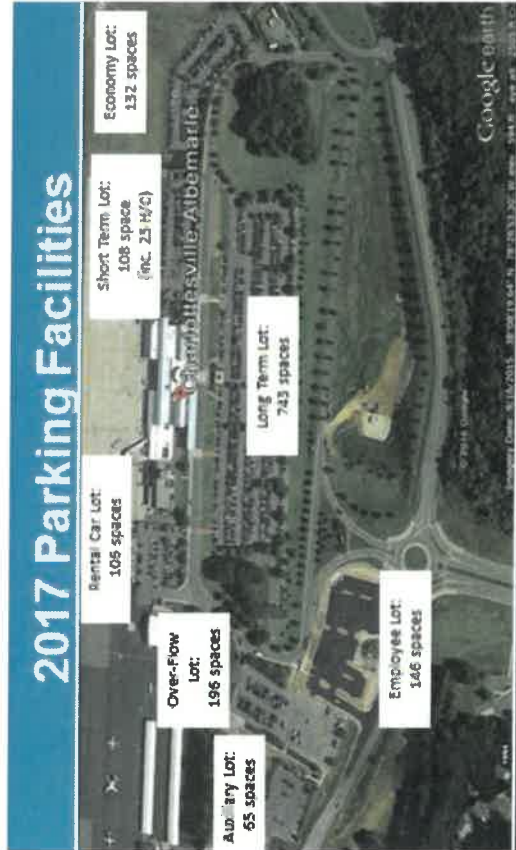 2017 Parking Facilities
Rental Car Lot:
106 spaces
Short Term Lot:
108 space
(inc. 25 H/C)
Economy Lot:
132 spaces
Charlottesville Albemarle
Over-Flow
Lot:
196 spaces
Long Term Lot:
743 spaces
Auxiliary Lot:
65 spaces
Employee Lot:
146 spaces
Google earth